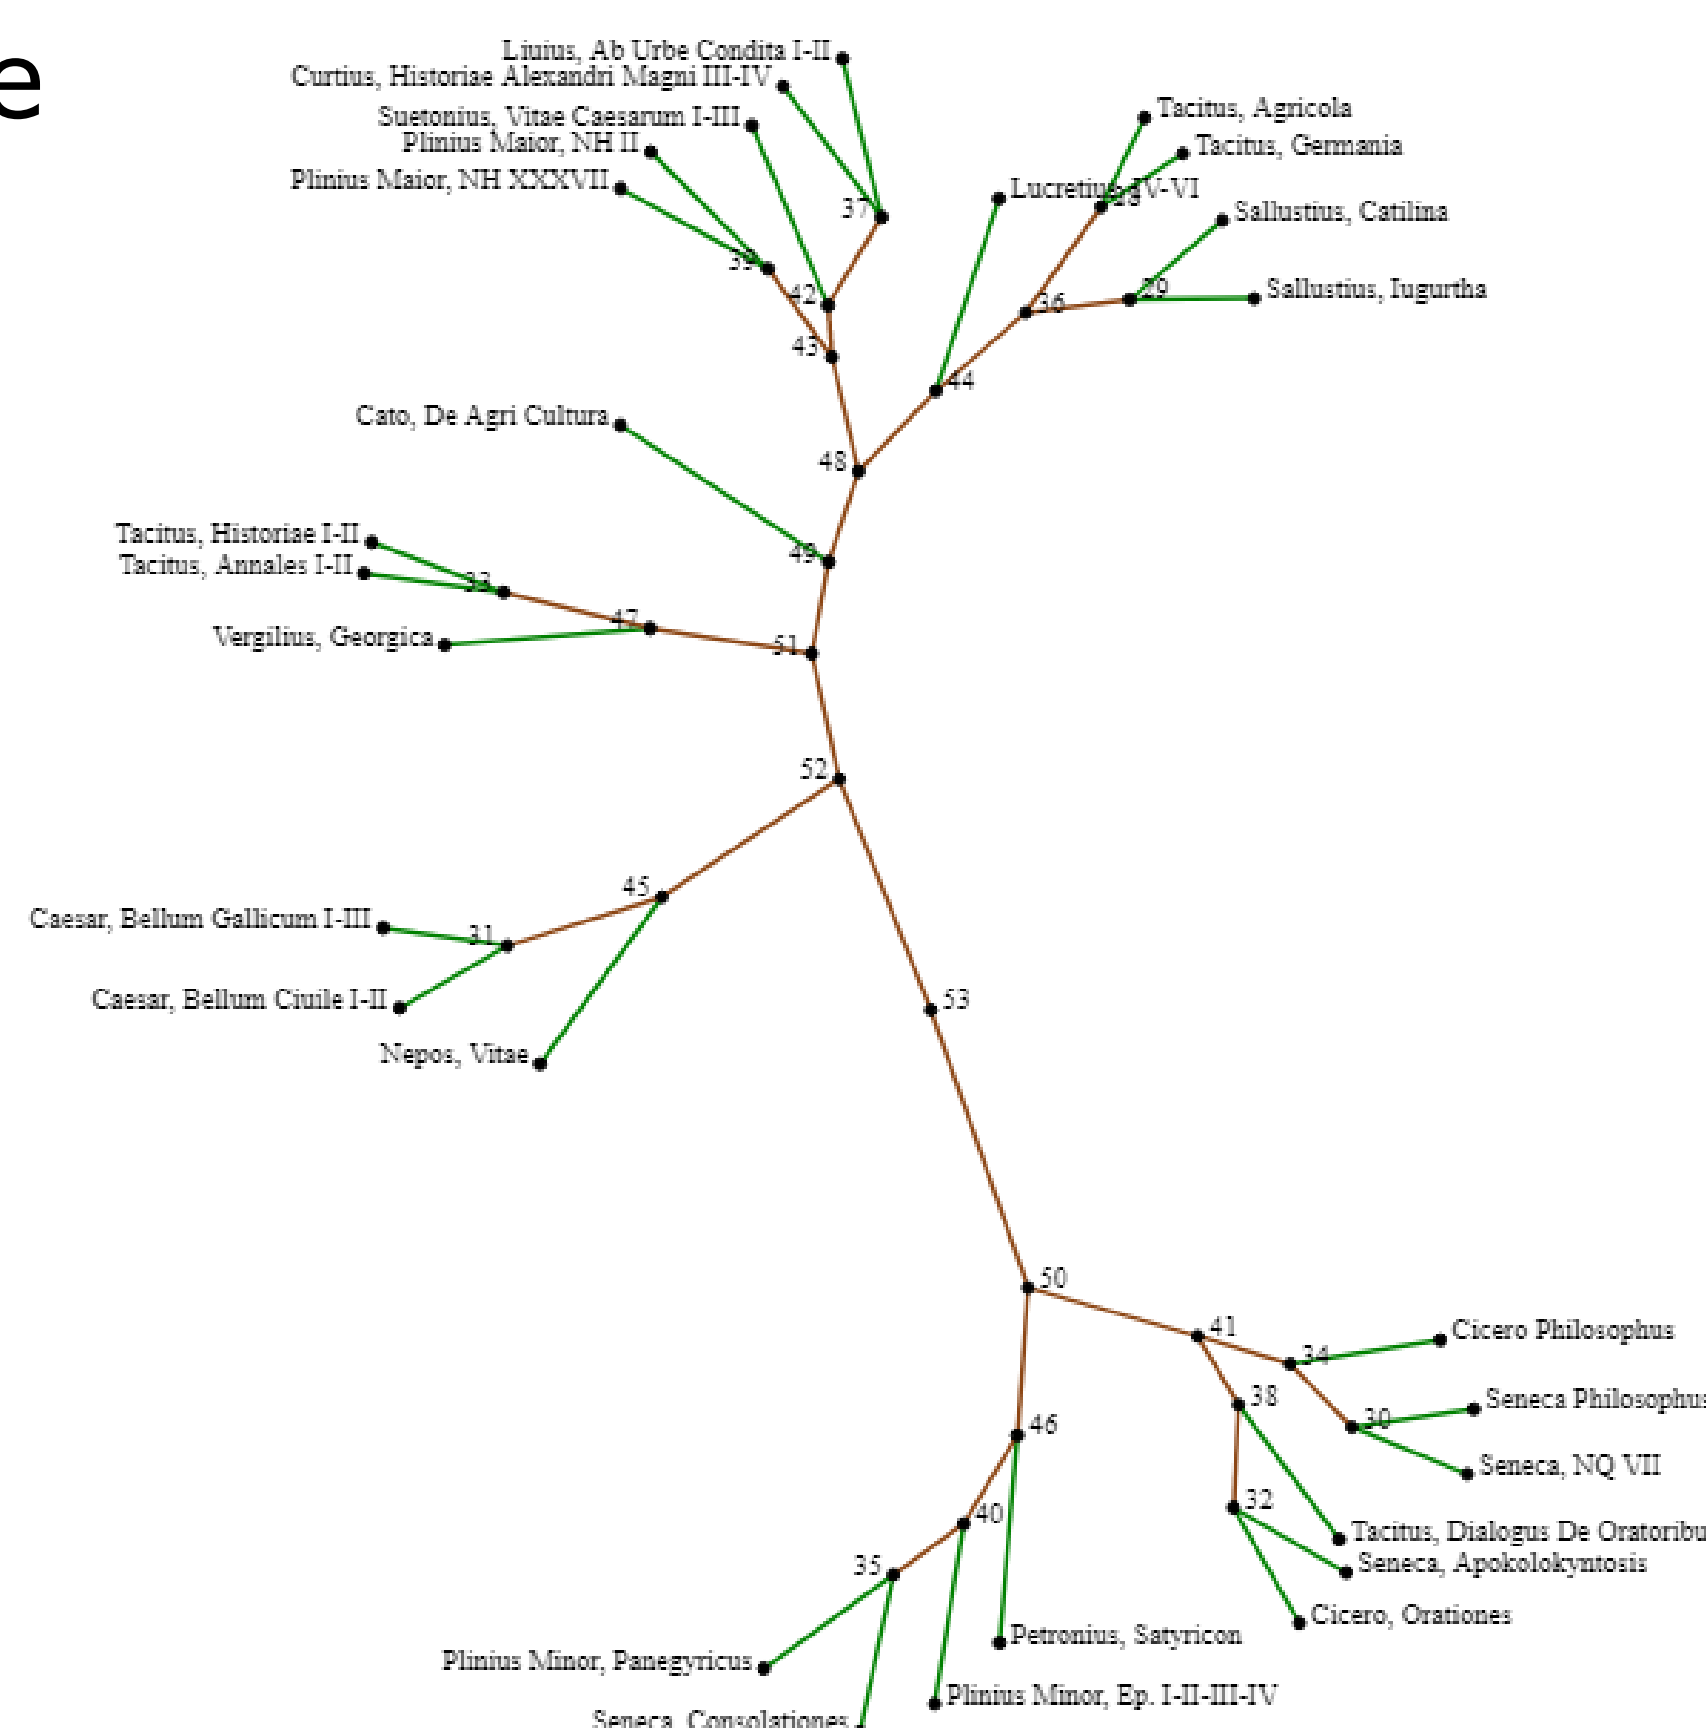 e
Liuius, Ab Urbe Condita I-II
Curtius, Historiae Alexandri Magni III-IV
Suetonius, Vitae Caesarum I-III
Plinius Maior, NH II
Plinius Maior, NH XXXVII
Tacitus, Agricola
Tacitus, Germania
Lucretius IV-VI
Sallustius, Catilina
37
Sallustius, Iugurtha
42
29
36
43
44
Cato, De Agri Cultura
48
49
Tacitus, Historiae I-II
Tacitus, Annales I-II
33
47
Vergilius, Georgica
51
52
45
Caesar, Bellum Gallicum I-III
31
Caesar, Bellum Ciuile I-II
53
Nepos, Vitae
50
41
Cicero Philosophus
34
38
Seneca Philosophus
30
46
Seneca, NQ VII
32
40
Tacitus, Dialogus De Oratoribu
Seneca, Apokolokyntosis
35
Cicero, Orationes
Petronius, Satyricon
Plinius Minor, Panegyricus
Plinius Minor, Ep. I-II-III-IV
Seneca, Consolationes